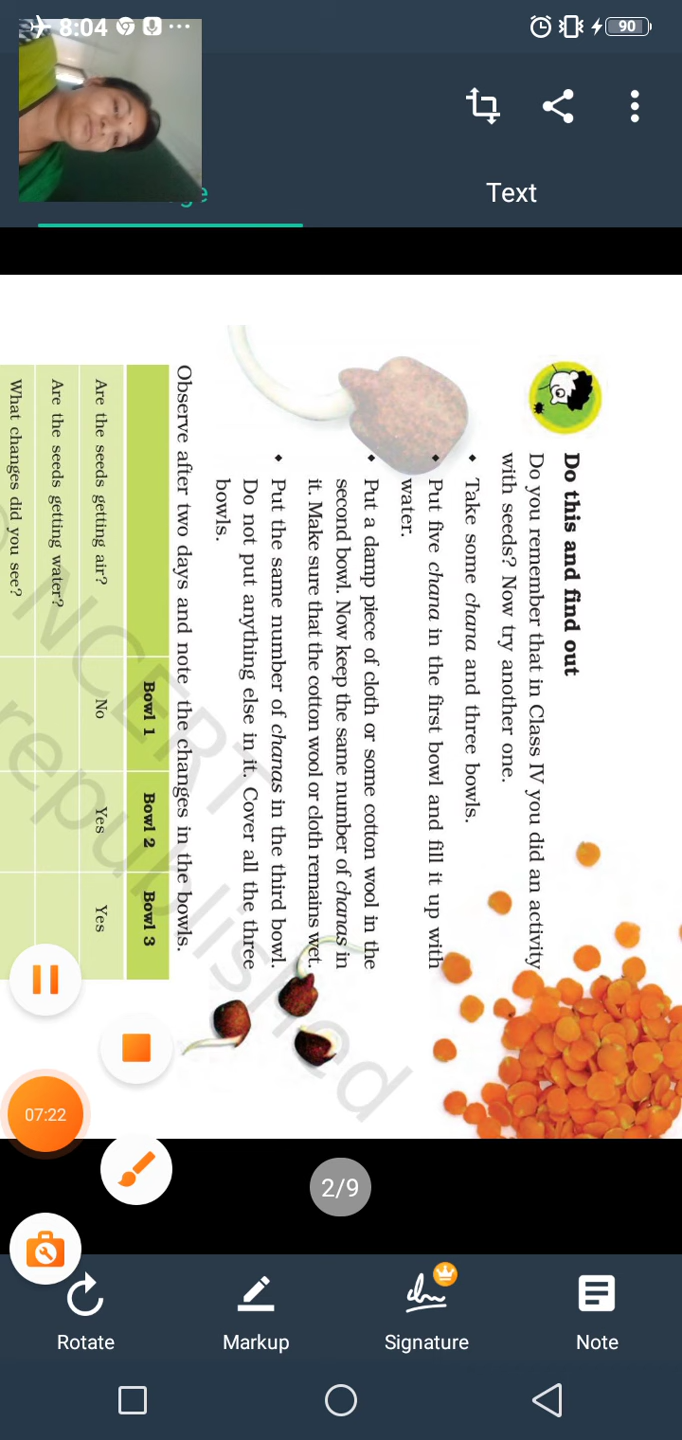 8:04
90
Text
Do this and find out
Do you remember that in Class IV you did an activity
with seeds? Now try another one.
◆ Take some chana and three bowls.
◆ Put five chana in the first bowl and fill it up with
water.
◆ Put a damp piece of cloth or some cotton wool in the
second bowl. Now keep the same number of chanas in
it. Make sure that the cotton wool or cloth remains wet.
◆ Put the same number of chanas in the third bowl.
Do not put anything else in it. Cover all the three
bowls.
Observe after two days and note the changes in the bowls.
Bowl 1 Bowl 2 Bowl 3
Are the seeds getting air? No Yes Yes
Are the seeds getting water?
What changes did you see?
NCERT
republished
07:22
2/9
Rotate Markup Signature Note